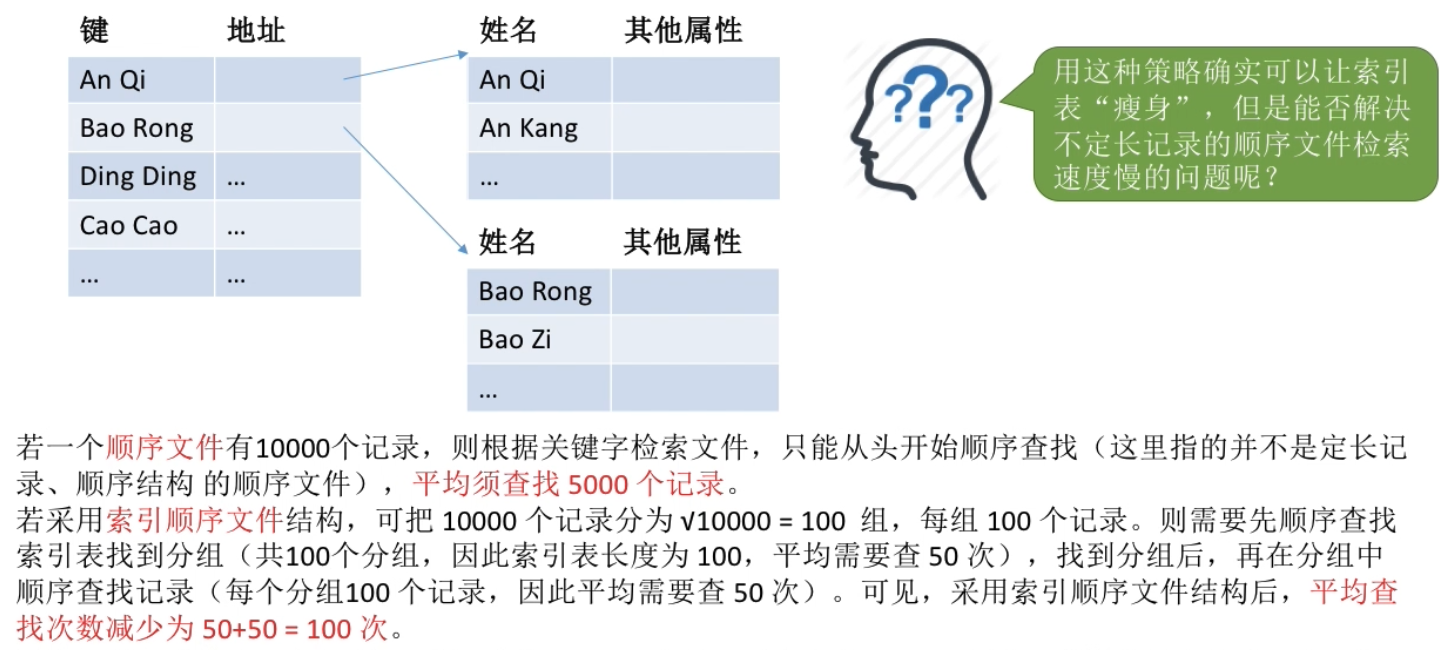 键 地址
An Qi
Bao Rong
Ding Ding …
Cao Cao …
… …
姓名 其他属性
An Qi
An Kang
…
姓名 其他属性
Bao Rong
Bao Zi
…
? ? ?
用这种策略确实可以让索引
表“瘦身”，但是能否解决
不定长记录的顺序文件检索
速度慢的问题呢？
若一个顺序文件有10000个记录，则根据关键字检索文件，只能从头开始顺序查找（这里指的并不是定长记
录、顺序结构 的顺序文件），平均须查找 5000 个记录。
若采用索引顺序文件结构，可把 10000 个记录分为 √10000 = 100 组，每组 100 个记录。则需要先顺序查找
索引表找到分组（共100个分组，因此索引表长度为 100，平均需要查 50 次），找到分组后，再在分组中
顺序查找记录（每个分组100 个记录，因此平均需要查 50 次）。可见，采用索引顺序文件结构后，平均查
找次数减少为 50+50 = 100 次。